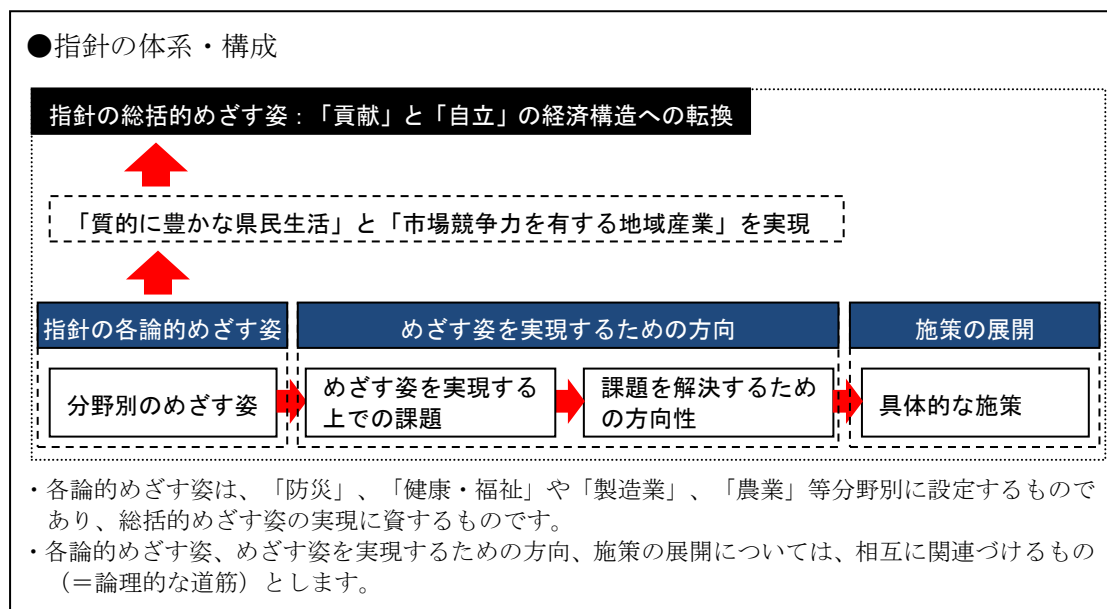 ●指針の体系・構成
指針の総括的めざす姿：「貢献」と「自立」の経済構造への転換
「質的に豊かな県民生活」と「市場競争力を有する地域産業」を実現
指針の各論的めざす姿
めざす姿を実現するための方向
施策の展開
分野別のめざす姿
めざす姿を実現する
上での課題
課題を解決するため
の方向性
具体的な施策
・各論的めざす姿は、「防災」、「健康・福祉」や「製造業」、「農業」等分野別に設定するもので
あり、総括的めざす姿の実現に資するものです。
・各論的めざす姿、めざす姿を実現するための方向、施策の展開については、相互に関連づけるもの
（＝論理的な道筋）とします。